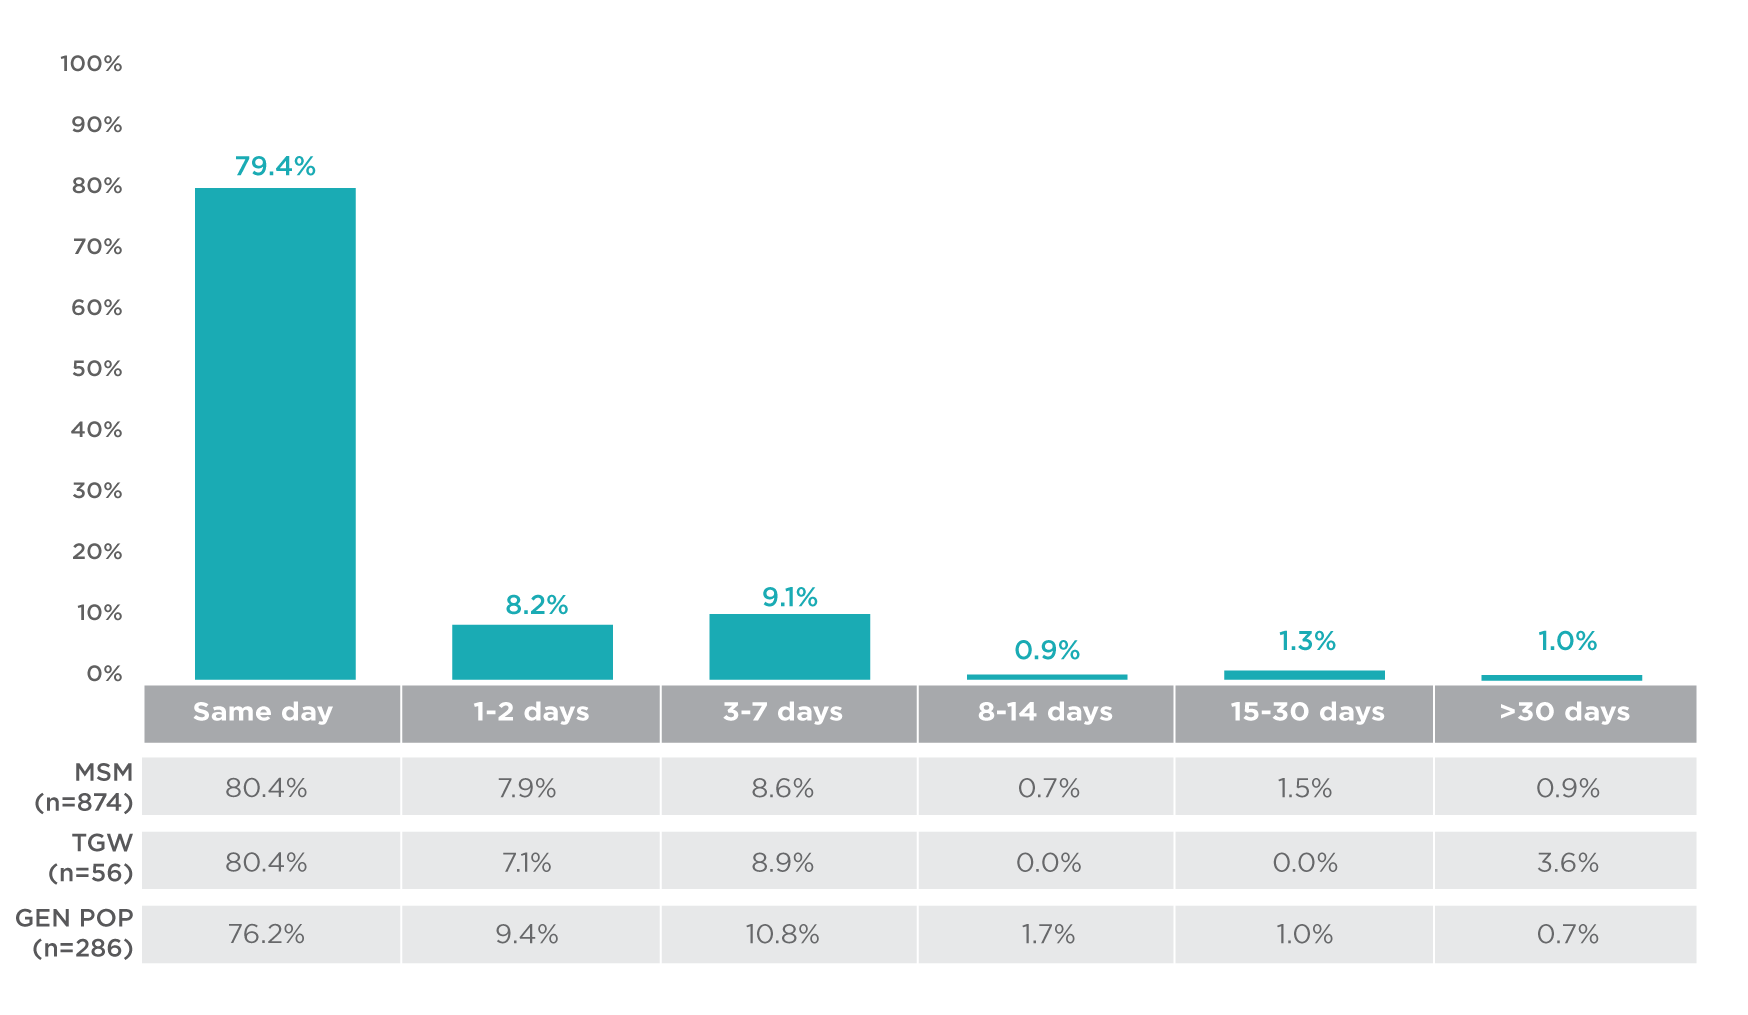 100%
90%
80%
70%
60%
50%
40%
30%
20%
10%
0%
79.4%
8.2%
9.1%
0.9%
1.3%
1.0%
Same day 1-2 days 3-7 days 8-14 days 15-30 days >30 days
MSM
(n=874) 80.4% 7.9% 8.6% 0.7% 1.5% 0.9%
TGW
(n=56) 80.4% 7.1% 8.9% 0.0% 0.0% 3.6%
GEN POP
(n=286) 76.2% 9.4% 10.8% 1.7% 1.0% 0.7%